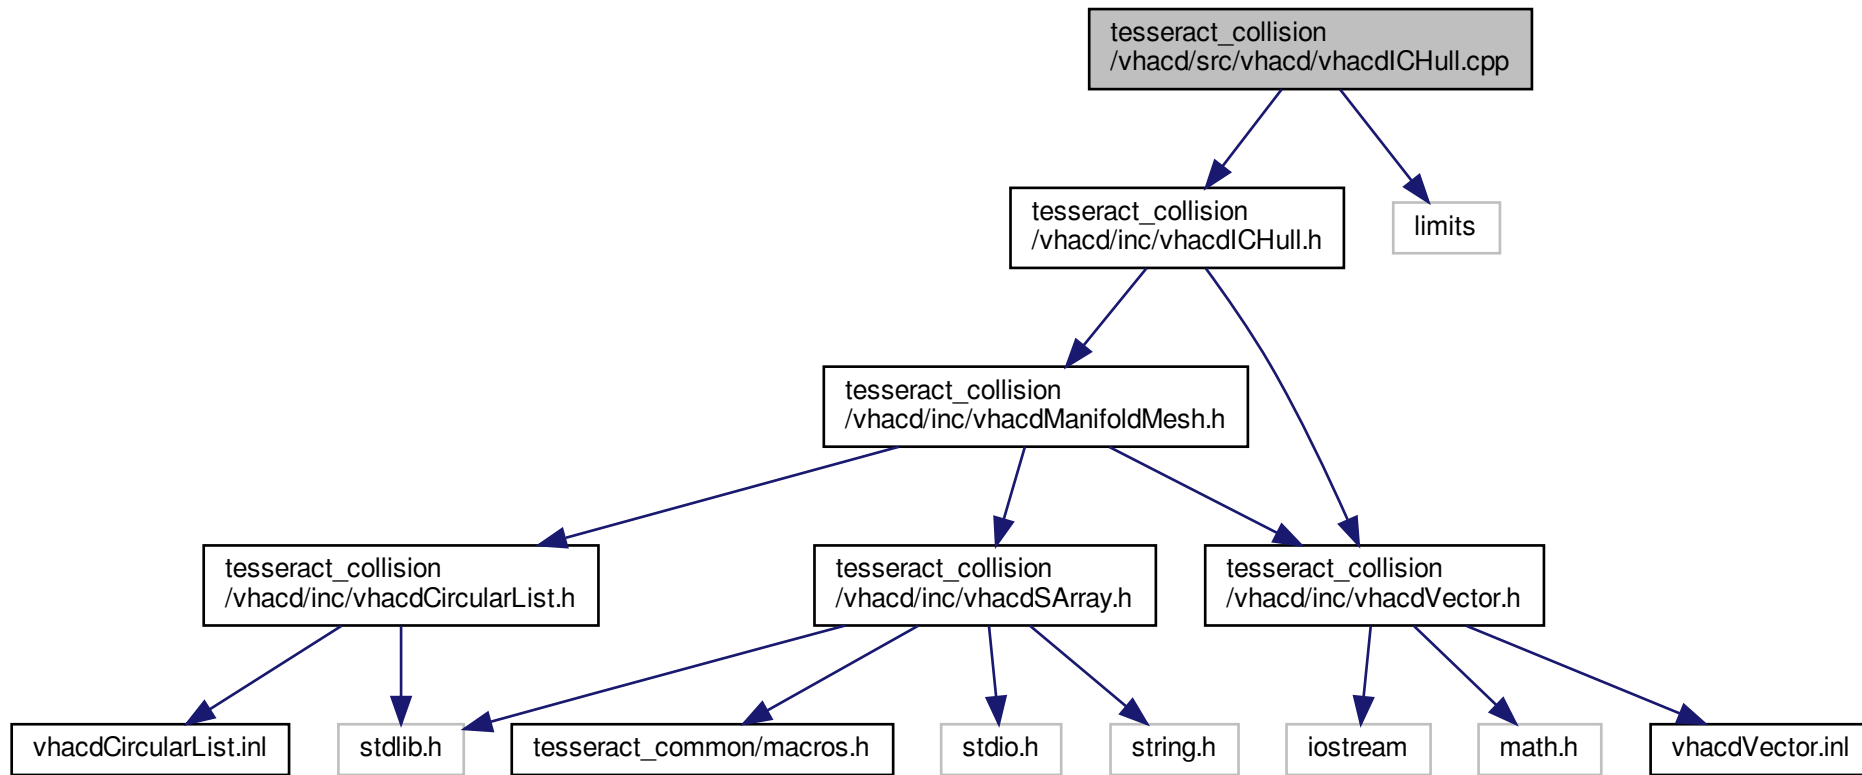 tesseract_collision
/vhacd/src/vhacd/vhacdICHull.cpp
tesseract_collision
/vhacd/inc/vhacdICHull.h
limits
tesseract_collision
/vhacd/inc/vhacdManifoldMesh.h
tesseract_collision
/vhacd/inc/vhacdCircularList.h
tesseract_collision
/vhacd/inc/vhacdSArray.h
tesseract_collision
/vhacd/inc/vhacdVector.h
vhacdCircularList.inl
stdlib.h
tesseract_common/macros.h
stdio.h
string.h
iostream
math.h
vhacdVector.inl